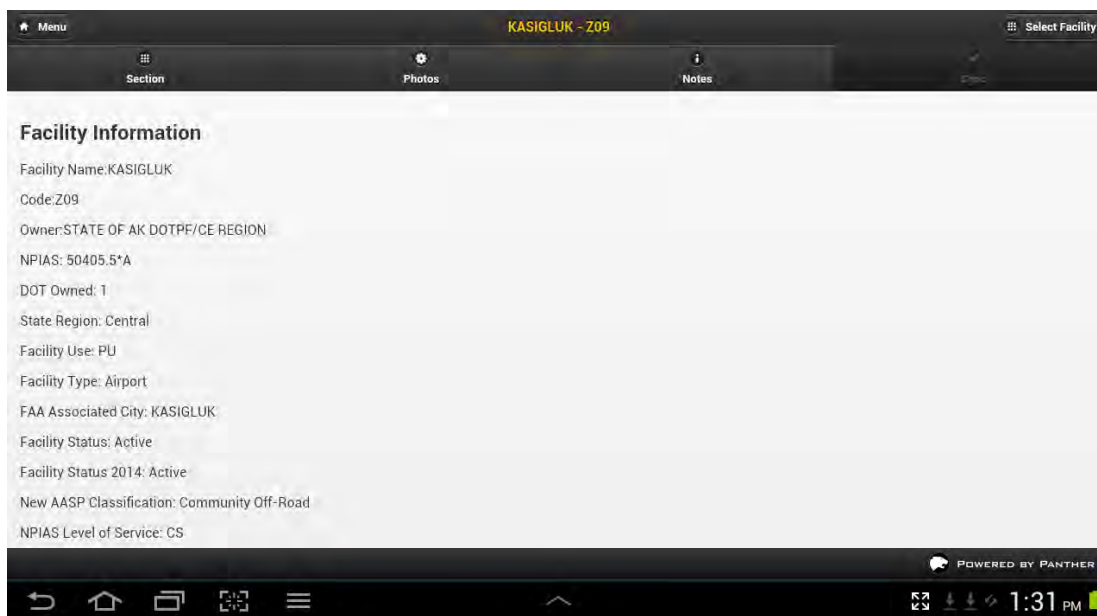 Menu
KASIGLUK - Z09
Select Facility
Section
Photos
Notes
Facility Information
Facility Name:KASIGLUK
Code:Z09
Owner:STATE OF AK DOTPF/CE REGION
NPIAS: 50405.5*A
DOT Owned: 1
State Region: Central
Facility Use: PU
Facility Type: Airport
FAA Associated City: KASIGLUK
Facility Status: Active
Facility Status 2014: Active
New AASP Classification: Community Off-Road
NPIAS Level of Service: CS
POWERED BY PANTHER
1:31 PM